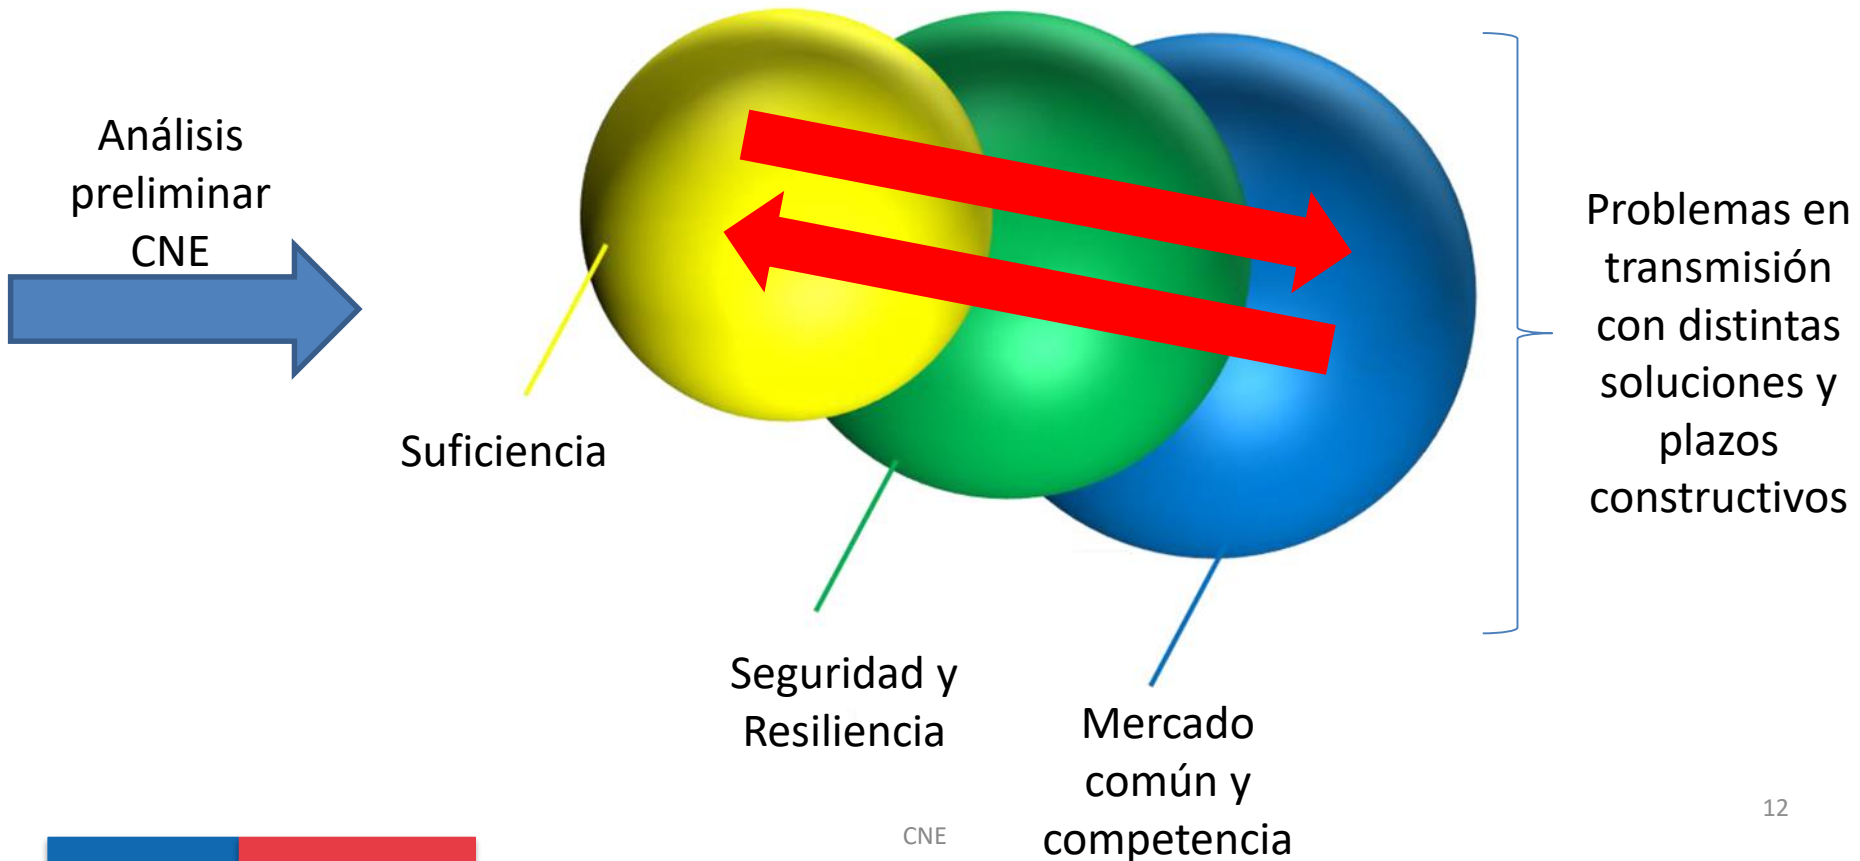 Análisis
preliminar
CNE
Suficiencia
Seguridad y
Resiliencia
Mercado
común y
competencia
Problemas en
transmisión
con distintas
soluciones y
plazos
constructivos
CNE
12